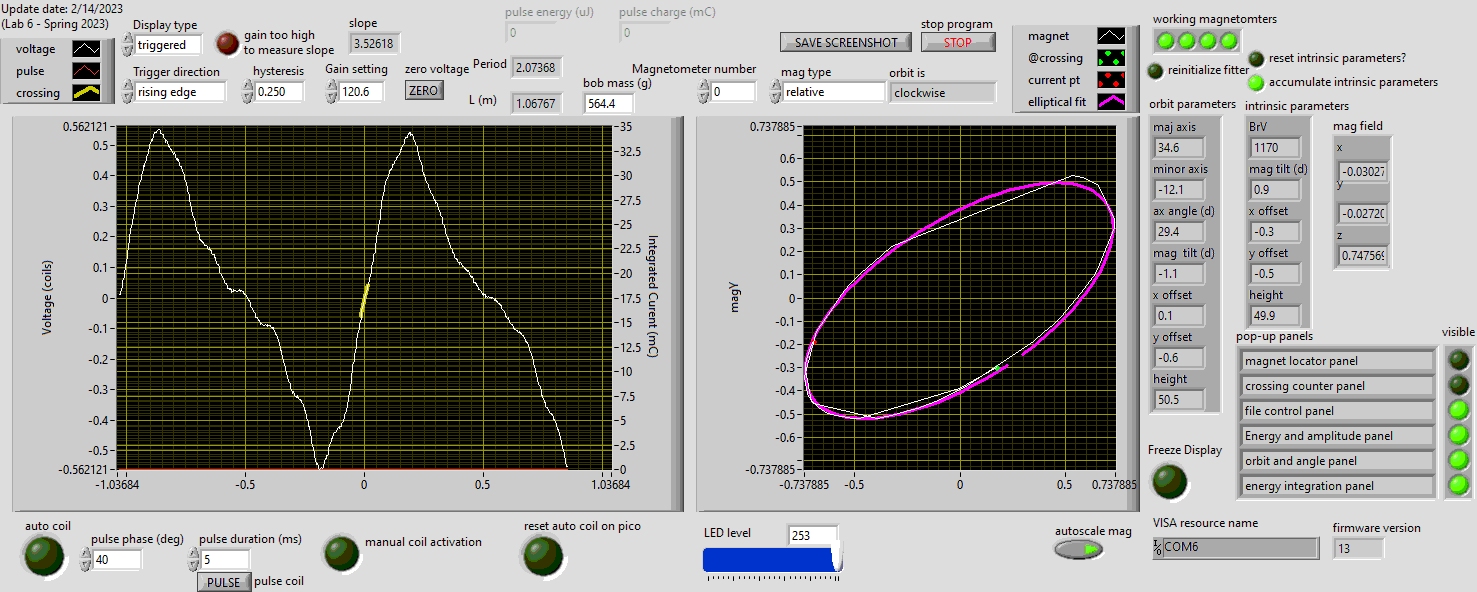 Update date: 2/14/2023
(Lab 6 - Spring 2023)
voltage
pulse
crossing
Display type
triggered
gain too high
to measure slope
slope
3.52618
Trigger direction
rising edge
hysteresis
0.250
Gain setting
120.6
zero voltage
ZERO
pulse energy (uJ)
0
pulse charge (mC)
0
Period
2.07368
L (m)
1.06767
bob mass (g)
564.4
SAVE SCREENSHOT
stop program
STOP
Magnetometer number
0
mag type
relative
orbit is
clockwise
magnet
@crossing
current pt
elliptical fit
working magnetomters
reinitialize fitter
reset intrinsic parameters?
accumulate intrinsic parameters
orbit parameters
maj axis
34.6
minor axis
-12.1
ax angle (d)
29.4
mag tilt (d)
-1.1
x offset
0.1
y offset
-0.6
height
50.5
intrinsic parameters
BrV
1170
mag tilt (d)
0.9
x offset
-0.3
y offset
-0.5
height
49.9
mag field
x
-0.03027
y
-0.0272
z
0.74756
Voltage (coils)
0.562121
0.5
0.4
0.3
0.2
0.1
0
-0.1
-0.2
-0.3
-0.4
-0.5
-0.562121
-1.03684
-0.5
0
0.5
1.03684
35
32.5
30
27.5
25
22.5
20
17.5
15
12.5
10
7.5
5
2.5
0
Integrated Curent (mC)
magY
0.737885
0.6
0.5
0.4
0.3
0.2
0.1
0
-0.1
-0.2
-0.3
-0.4
-0.5
-0.6
-0.737885
-0.737885
-0.5
0
0.5
0.737885
pop-up panels
visible
magnet locator panel
crossing counter panel
file control panel
Energy and amplitude panel
orbit and angle panel
energy integration panel
Freeze Display
auto coil
pulse phase (deg)
40
pulse duration (ms)
5
PULSE
pulse coil
manual coil activation
reset auto coil on pico
LED level
253
autoscale mag
VISA resource name
COM6
firmware version
13